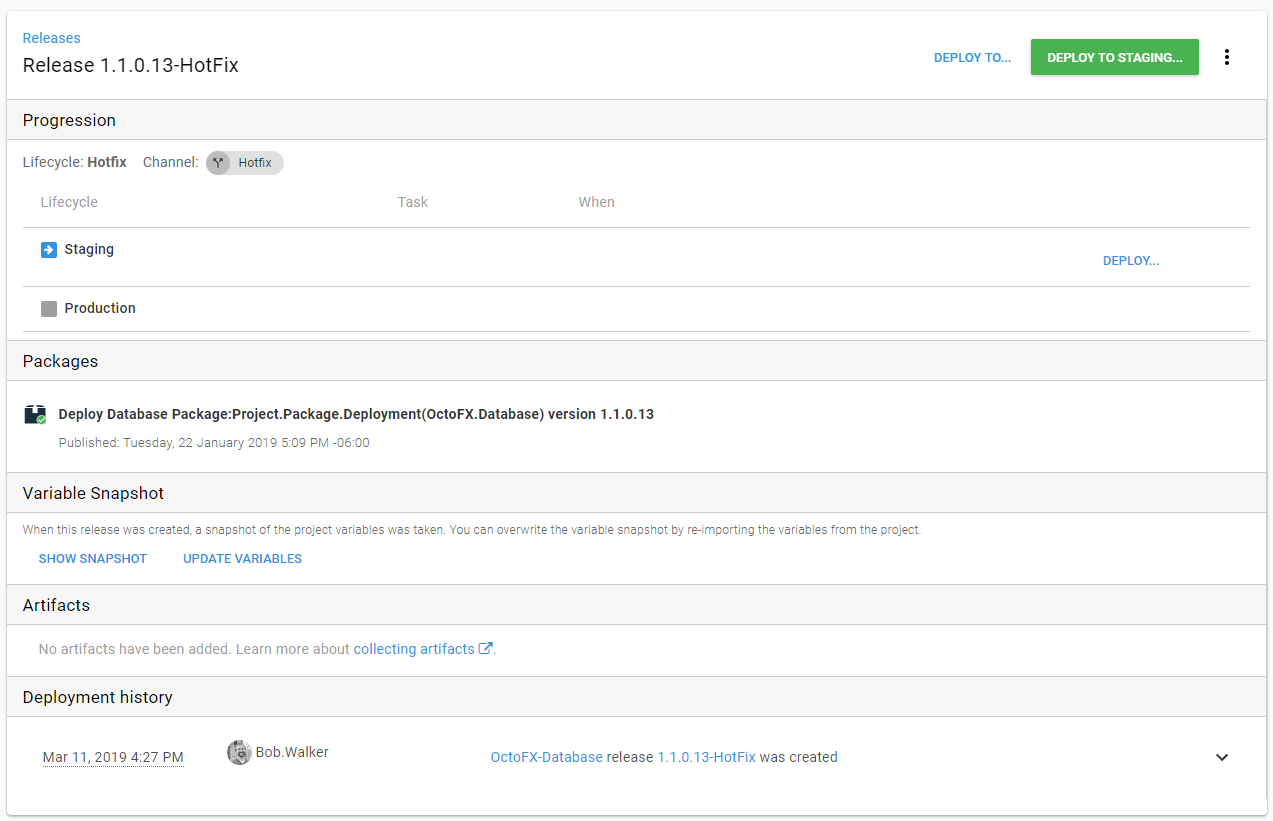 Releases
Release 1.1.0.13-HotFix
DEPLOY TO...
DEPLOY TO STAGING...
Progression
Lifecycle: Hotfix Channel: Hotfix
Lifecycle Task When
Staging
DEPLOY...
Production
Packages
Deploy Database Package:Project.Package.Deployment(OctoFX.Database) version 1.1.0.13
Published: Tuesday, 22 January 2019 5:09 PM -06:00
Variable Snapshot
When this release was created, a snapshot of the project variables was taken. You can overwrite the variable snapshot by re-importing the variables from the project.
SHOW SNAPSHOT UPDATE VARIABLES
Artifacts
No artifacts have been added. Learn more about collecting artifacts.
Deployment history
Mar 11, 2019 4:27 PM Bob.Walker OctoFX-Database release 1.1.0.13-HotFix was created